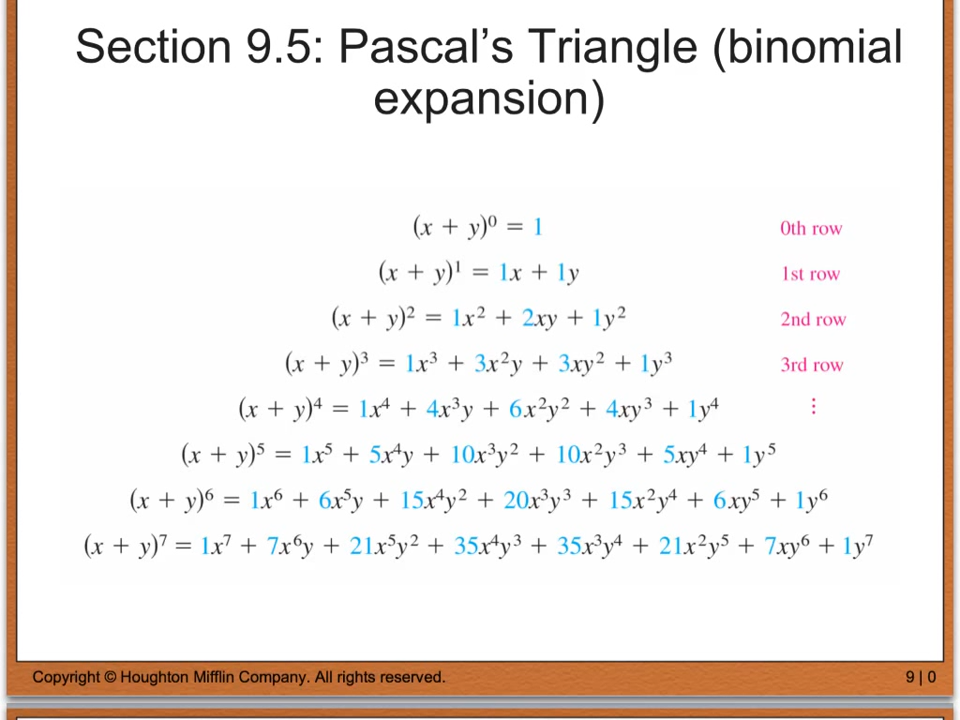 Section 9.5: Pascal’s Triangle (binomial
expansion)
(x + y)⁰ = 1 0th row
(x + y)¹ = 1x + 1y 1st row
(x + y)² = 1x² + 2xy + 1y² 2nd row
(x + y)³ = 1x³ + 3x²y + 3xy² + 1y³ 3rd row
(x + y)⁴ = 1x⁴ + 4x³y + 6x²y² + 4xy³ + 1y⁴ ⋮
(x + y)⁵ = 1x⁵ + 5x⁴y + 10x³y² + 10x²y³ + 5xy⁴ + 1y⁵
(x + y)⁶ = 1x⁶ + 6x⁵y + 15x⁴y² + 20x³y³ + 15x²y⁴ + 6xy⁵ + 1y⁶
(x + y)⁷ = 1x⁷ + 7x⁶y + 21x⁵y² + 35x⁴y³ + 35x³y⁴ + 21x²y⁵ + 7xy⁶ + 1y⁷
Copyright © Houghton Mifflin Company. All rights reserved. 9 | 0